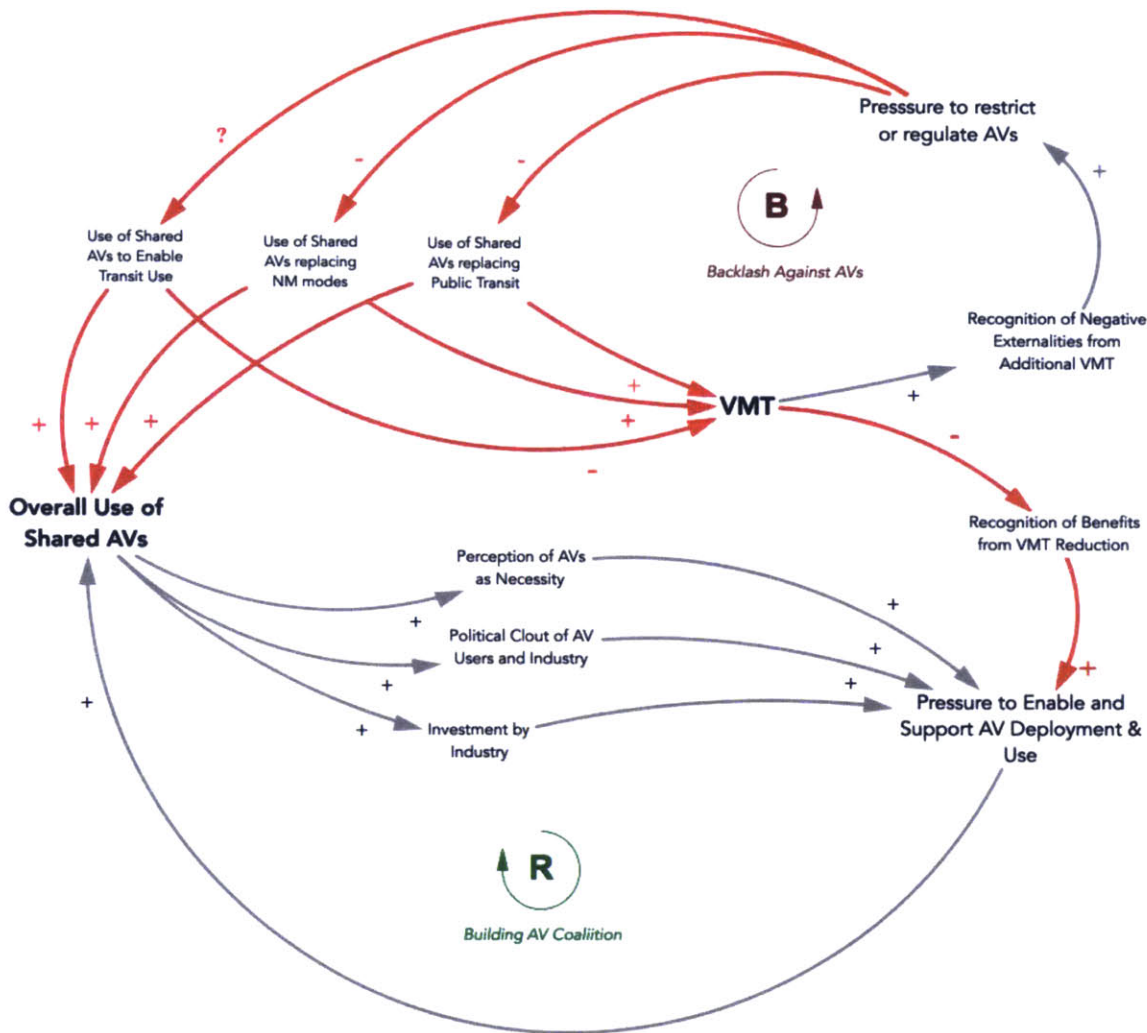 Presssure to restrict
or regulate AVs
?
-
-
+
B
Backlash Against AVs
Use of Shared
AVs to Enable
Transit Use
Use of Shared
AVs replacing
NM modes
Use of Shared
AVs replacing
Public Transit
Recognition of Negative
Externalities from
Additional VMT
VMT
+
+
+
+
+
+
-
-
Overall Use of
Shared AVs
Recognition of Benefits
from VMT Reduction
Perception of AVs
as Necessity
+
+
Political Clout of AV
Users and Industry
+
+
Investment by
Industry
+
+
+
+
Pressure to Enable and
Support AV Deployment &
Use
R
Building AV Coaliition